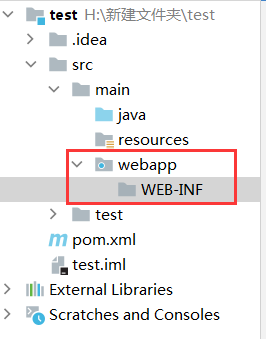 test H:\新建文件夹\test
.idea
src
main
java
resources
webapp
WEB-INF
test
pom.xml
test.iml
External Libraries
Scratches and Consoles